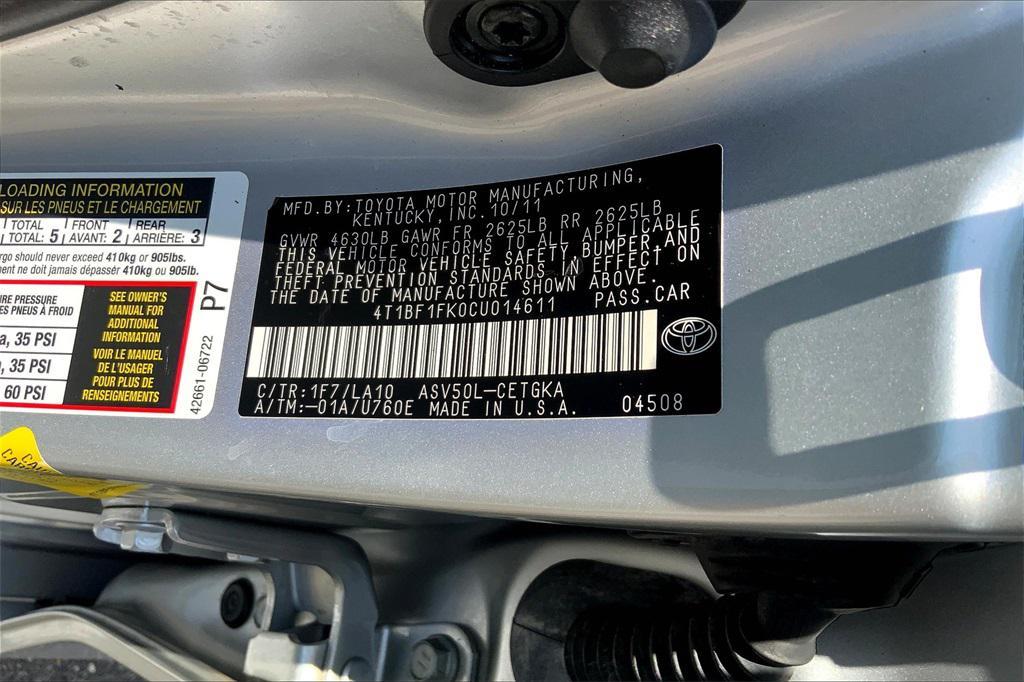 LOADING INFORMATION
SUR LES PNEUS ET LE CHARGEMENT
TOTAL FRONT REAR
TOTAL: 5 AVANT: 2 ARRIÈRE: 3
should never exceed 410kg or 905lbs.
ne doit jamais dépasser 410kg ou 905lb.
PRESSURE
PNEUS À FROID
35 PSI
35 PSI
60 PSI
SEE OWNER'S
MANUAL FOR
ADDITIONAL
INFORMATION
VOIR LE MANUEL
DE L'USAGER
POUR PLUS DE
RENSEIGNEMENTS
P7
42661-06722
MFD.BY:TOYOTA MOTOR MANUFACTURING,
KENTUCKY, INC. 10/11
GVWR 4630LB GAWR FR 2625LB RR 2625LB
THIS VEHICLE CONFORMS TO ALL APPLICABLE
FEDERAL MOTOR VEHICLE SAFETY, BUMPER, AND
THEFT PREVENTION STANDARDS IN EFFECT ON
THE DATE OF MANUFACTURE SHOWN ABOVE.
4T1BF1FK0CU014611 PASS.CAR
C/TR:1F7/LA10 ASV50L-CETGKA
A/TM:-01A/U760E MADE IN U.S.A. 04508